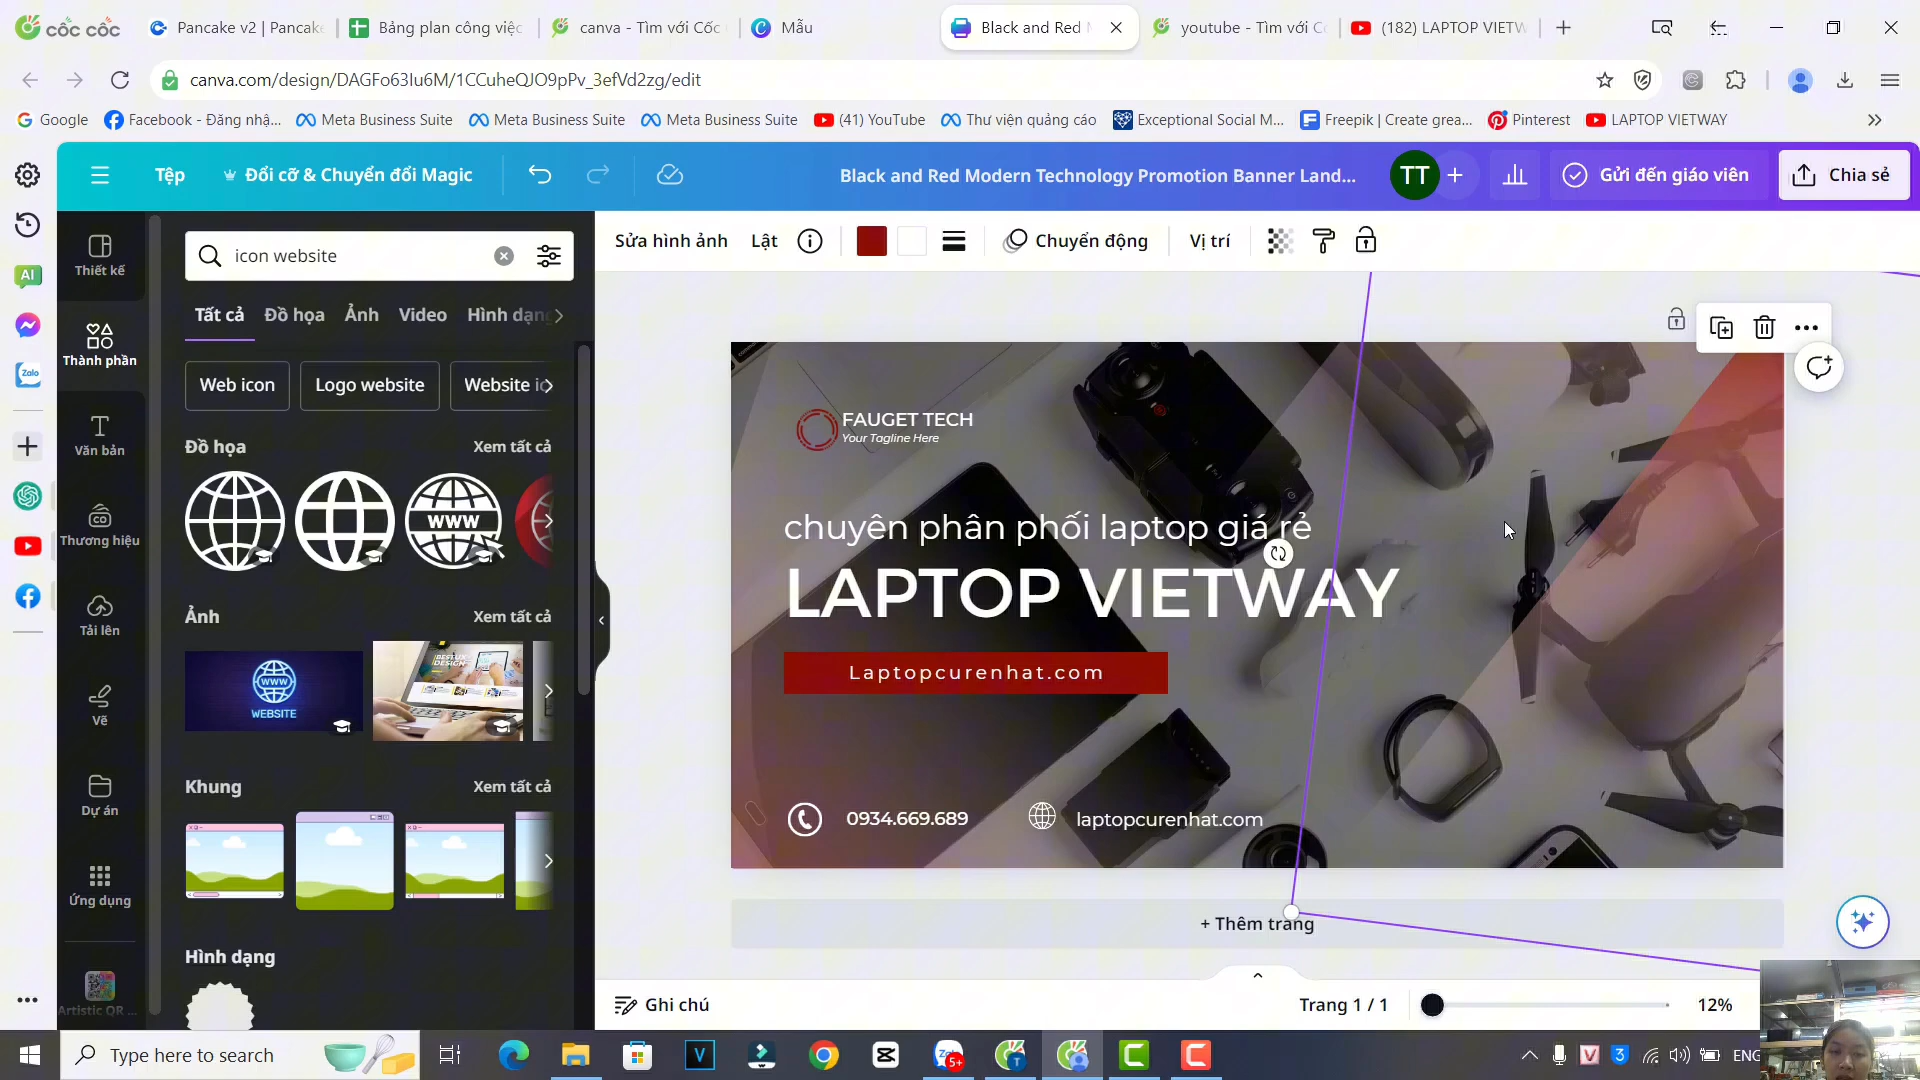 cốc cốc
Pancake v2 | Pancake
Bảng plan công việc
canva - Tìm với Cốc
Mẫu
Black and Red M
youtube - Tìm với Cố
(182) LAPTOP VIETW
canva.com/design/DAGFo63Iu6M/1CCuheQJO9pPv_3efVd2zg/edit
Google
Facebook - Đăng nhậ...
Meta Business Suite
Meta Business Suite
Meta Business Suite
(41) YouTube
Thư viện quảng cáo
Exceptional Social M...
Freepik | Create grea...
Pinterest
LAPTOP VIETWAY
Tệp
Đổi cỡ & Chuyển đổi Magic
Black and Red Modern Technology Promotion Banner Land...
TT
Gửi đến giáo viên
Chia sẻ
AI
Zalo
Thiết kế
Thành phần
Văn bản
Thương hiệu
Tải lên
Vẽ
Dự án
Ứng dụng
Artistic QR ...
icon website
Tất cả
Đồ họa
Ảnh
Video
Hình dạng
Web icon
Logo website
Website ic
Đồ họa
Xem tất cả
WWW
Ảnh
Xem tất cả
WWW
WEBSITE
Khung
Xem tất cả
Hình dạng
Sửa hình ảnh
Lật
Chuyển động
Vị trí
FAUGET TECH
Your Tagline Here
chuyên phân phối laptop giá rẻ
LAPTOP VIETWAY
Laptopcurenhat.com
0934.669.689
laptopcurenhat.com
+ Thêm trang
Ghi chú
Trang 1 / 1
12%
Type here to search
5+
ENG